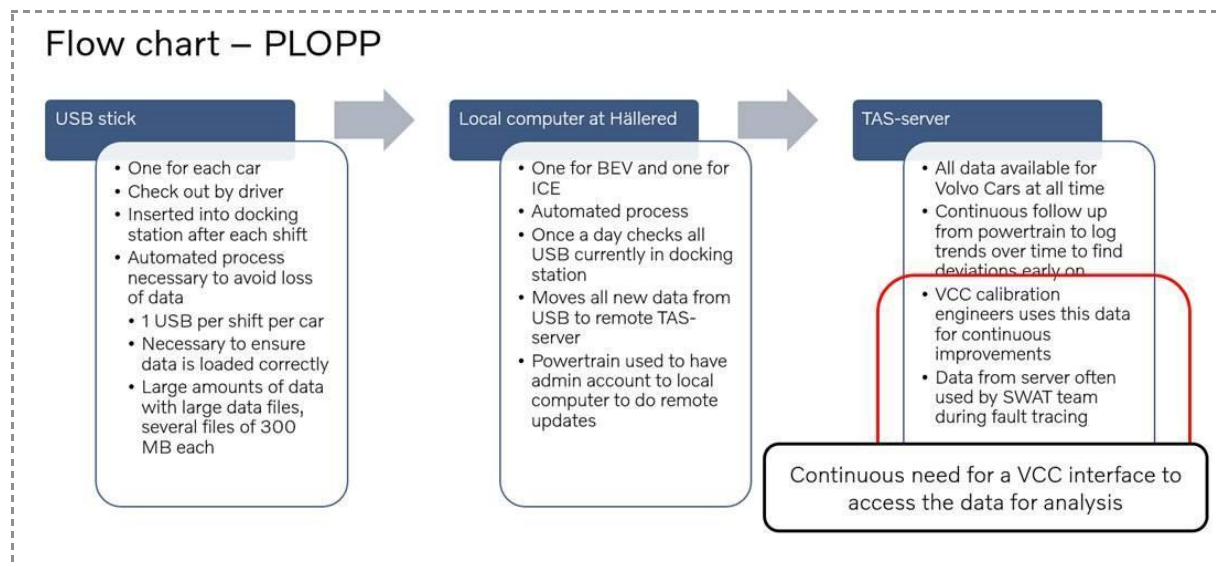 Flow chart – PLOPP
USB stick
• One for each car
• Check out by driver
• Inserted into docking
station after each shift
• Automated process
necessary to avoid loss
of data
• 1 USB per shift per car
• Necessary to ensure
data is loaded correctly
• Large amounts of data
with large data files,
several files of 300
MB each
Local computer at Hällered
• One for BEV and one for
ICE
• Automated process
• Once a day checks all
USB currently in docking
station
• Moves all new data from
USB to remote TAS-
server
• Powertrain used to have
admin account to local
computer to do remote
updates
TAS-server
• All data available for
Volvo Cars at all time
• Continuous follow up
from powertrain to log
trends over time to find
deviations early on
• VCC calibration
engineers uses this data
for continuous
improvements
• Data from server often
used by SWAT team
during fault tracing
Continuous need for a VCC interface to
access the data for analysis